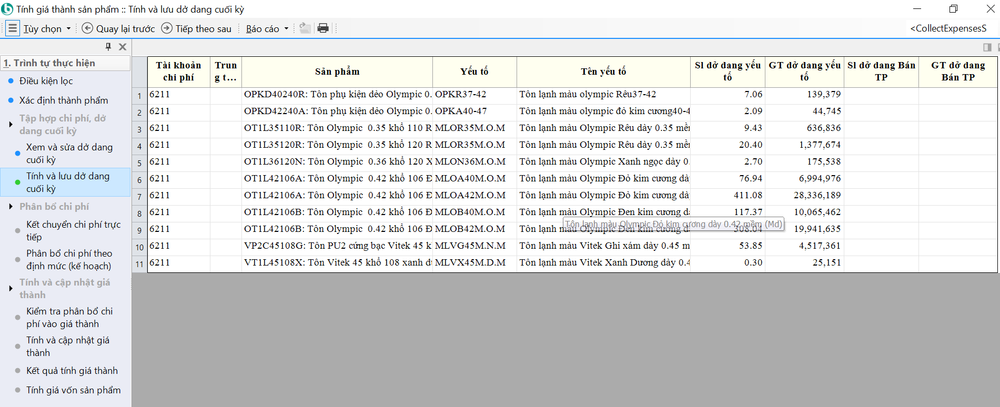 Tính giá thành sản phẩm :: Tính và lưu dở dang cuối kỳ
Tùy chọn Quay lại trước Tiếp theo sau Báo cáo <CollectExpensesS
1. Trình tự thực hiện
Điều kiện lọc
Xác định thành phẩm
Tập hợp chi phí, dở
dang cuối kỳ
Xem và sửa dở dang
cuối kỳ
Tính và lưu dở dang
cuối kỳ
Phân bổ chi phí
Kết chuyển chi phí trực
tiếp
Phân bổ chi phí theo
định mức (kế hoạch)
Tính và cập nhật giá
thành
Kiểm tra phân bổ chi
phí vào giá thành
Tính và cập nhật giá
thành
Kết quả tính giá thành
Tính giá vốn sản phẩm
Tài khoản Trun Sl dở dang yếu GT dở dang yếu Sl dở dang Bán GT dở dang
chi phí g t... Sản phẩm Yếu tố Tên yếu tố tố tố TP Bán TP
1 6211 OPKD40240R: Tôn phụ kiện dẻo Olympic 0. OPKR37-42 Tôn lạnh màu olympic Rêu37-42 7.06 139,379
2 6211 OPKD42240A: Tôn phụ kiện dẻo Olympic 0. OPKA40-47 Tôn lạnh màu olympic đỏ kim cương40-4 2.09 44,745
3 6211 OT1L35110R: Tôn Olympic 0.35 khổ 110 R MLOR35M.O.M Tôn lạnh màu Olympic Rêu dày 0.35 mền 9.43 636,836
4 6211 OT1L35120R: Tôn Olympic 0.35 khổ 120 R MLOR35M.O.M Tôn lạnh màu Olympic Rêu dày 0.35 mền 20.40 1,377,674
5 6211 OT1L36120N: Tôn Olympic 0.36 khổ 120 X MLON36M.O.M Tôn lạnh màu Olympic Xanh ngọc dày 0. 2.70 175,538
6 6211 OT1L42106A: Tôn Olympic 0.42 khổ 106 Đ MLOA40M.O.M Tôn lạnh màu Olympic Đỏ kim cương dà 76.94 6,994,976
7 6211 OT1L42106A: Tôn Olympic 0.42 khổ 106 Đ MLOA42M.O.M Tôn lạnh màu Olympic Đỏ kim cương dà 411.08 28,336,189
8 6211 OT1L42106B: Tôn Olympic 0.42 khổ 106 Đ MLOB40M.O.M Tôn lạnh màu Olympic Đen kim cương d 117.37 10,065,462
Tôn lạnh màu Olympic Đỏ kim cương dày 0.42 mềm (Md)
9 6211 OT1L42106B: Tôn Olympic 0.42 khổ 106 Đ MLOB42M.O.M Tôn lạnh màu Olympic Đen kim cương d 308.04 19,941,635
10 6211 VP2C45108G: Tôn PU2 cứng bạc Vitek 45 k MLVG45M.N.M Tôn lạnh màu Vitek Ghi xám dày 0.45 m 53.85 4,517,361
11 6211 VT1L45108X: Tôn Vitek 45 khổ 108 xanh d MLVX45M.D.M Tôn lạnh màu Vitek Xanh Dương dày 0.4 0.30 25,151